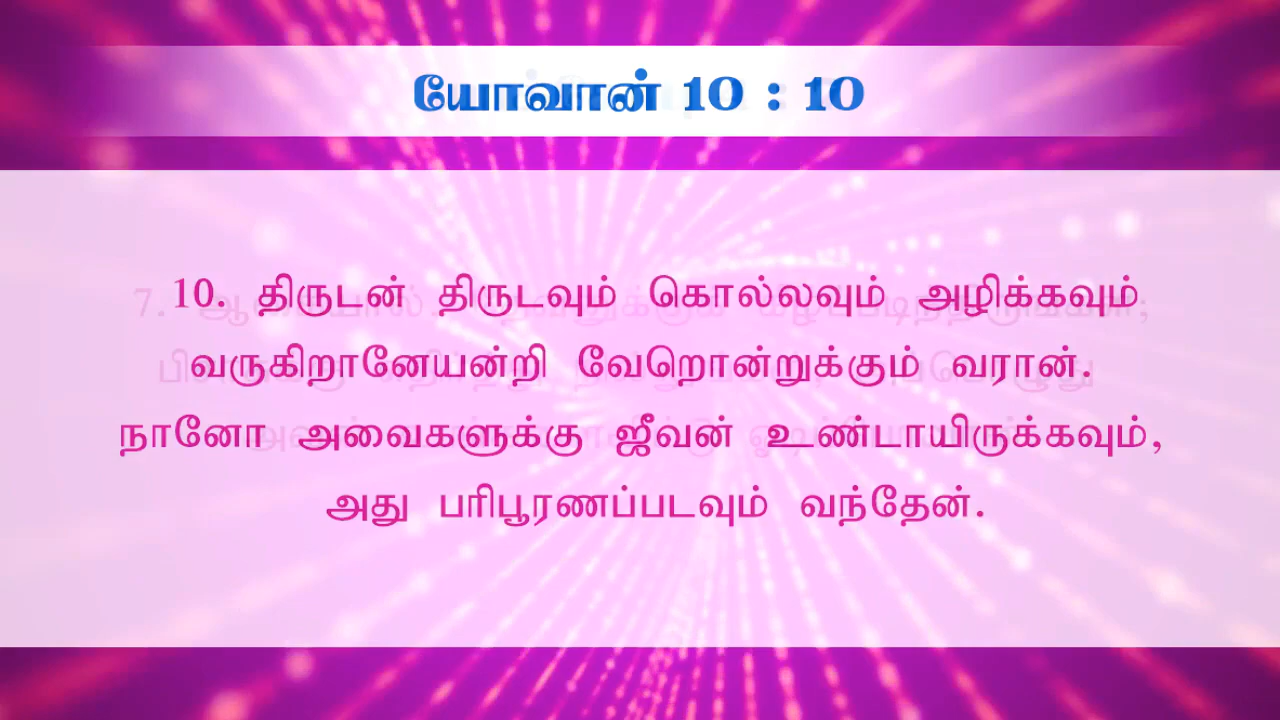 யோவான் 10 : 10
10. திருடன் திருடவும் கொல்லவும் அழிக்கவும்
வருகிறானேயன்றி வேறொன்றுக்கும் வரான்.
நானோ அவைகளுக்கு ஜீவன் உண்டாயிருக்கவும்,
அது பரிபூரணப்படவும் வந்தேன்.